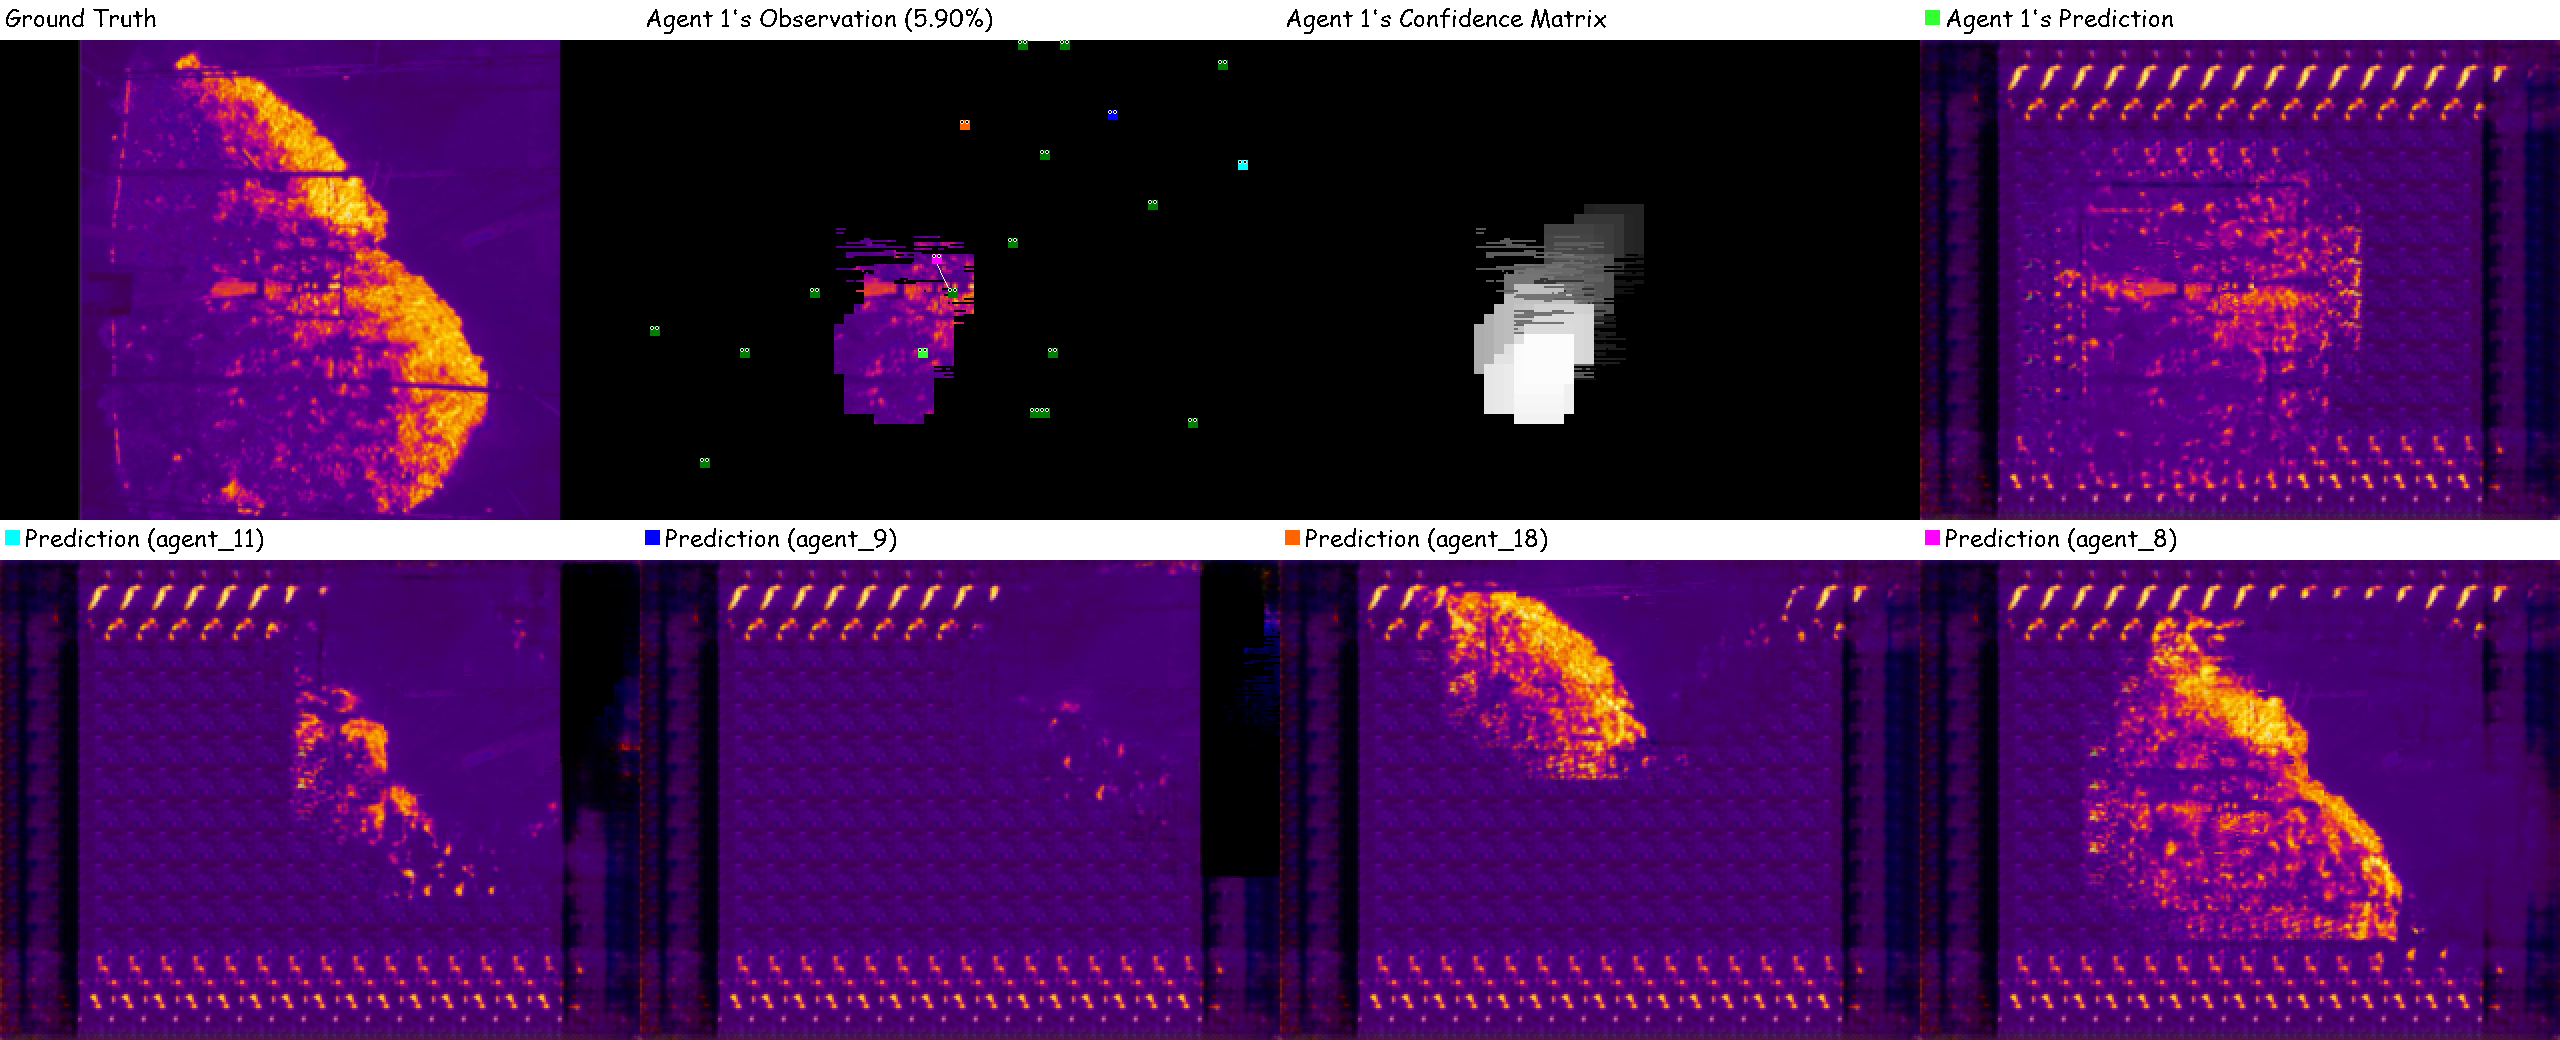 Ground Truth
Agent 1's Observation (5.90%)
Agent 1's Confidence Matrix
Agent 1's Prediction
Prediction (agent_11)
Prediction (agent_9)
Prediction (agent_18)
Prediction (agent_8)